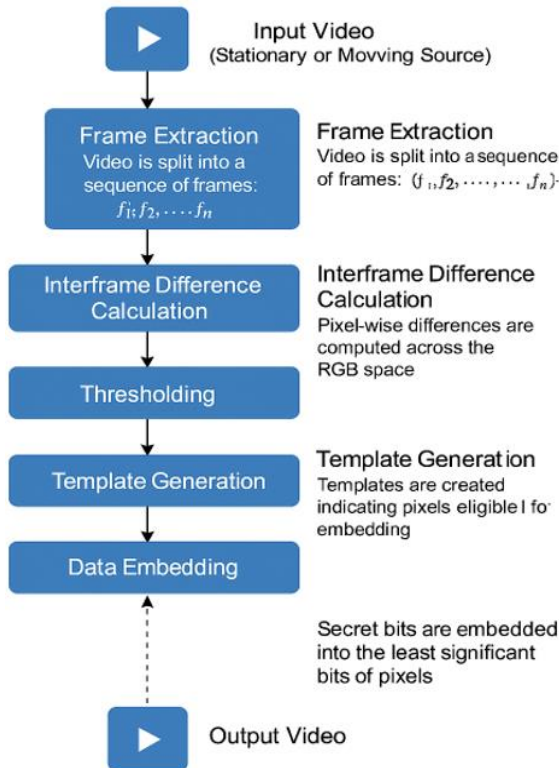 Input Video
(Stationary or Movving Source)
Frame Extraction
Video is split into a
sequence of frames:
f₁; f₂, . . . . fₙ
Frame Extraction
Video is split into a sequence
of frames: (f ₁, f₂, . . . . , . . . , fₙ).
Interframe Difference
Calculation
Interframe Difference
Calculation
Pixel-wise differences are
computed across the
RGB space
Thresholding
Template Generation
Template Generation
Templates are created
indicating pixels eligible l fo
embedding
Data Embedding
Secret bits are embedded
into the least significant
bits of pixels
Output Video